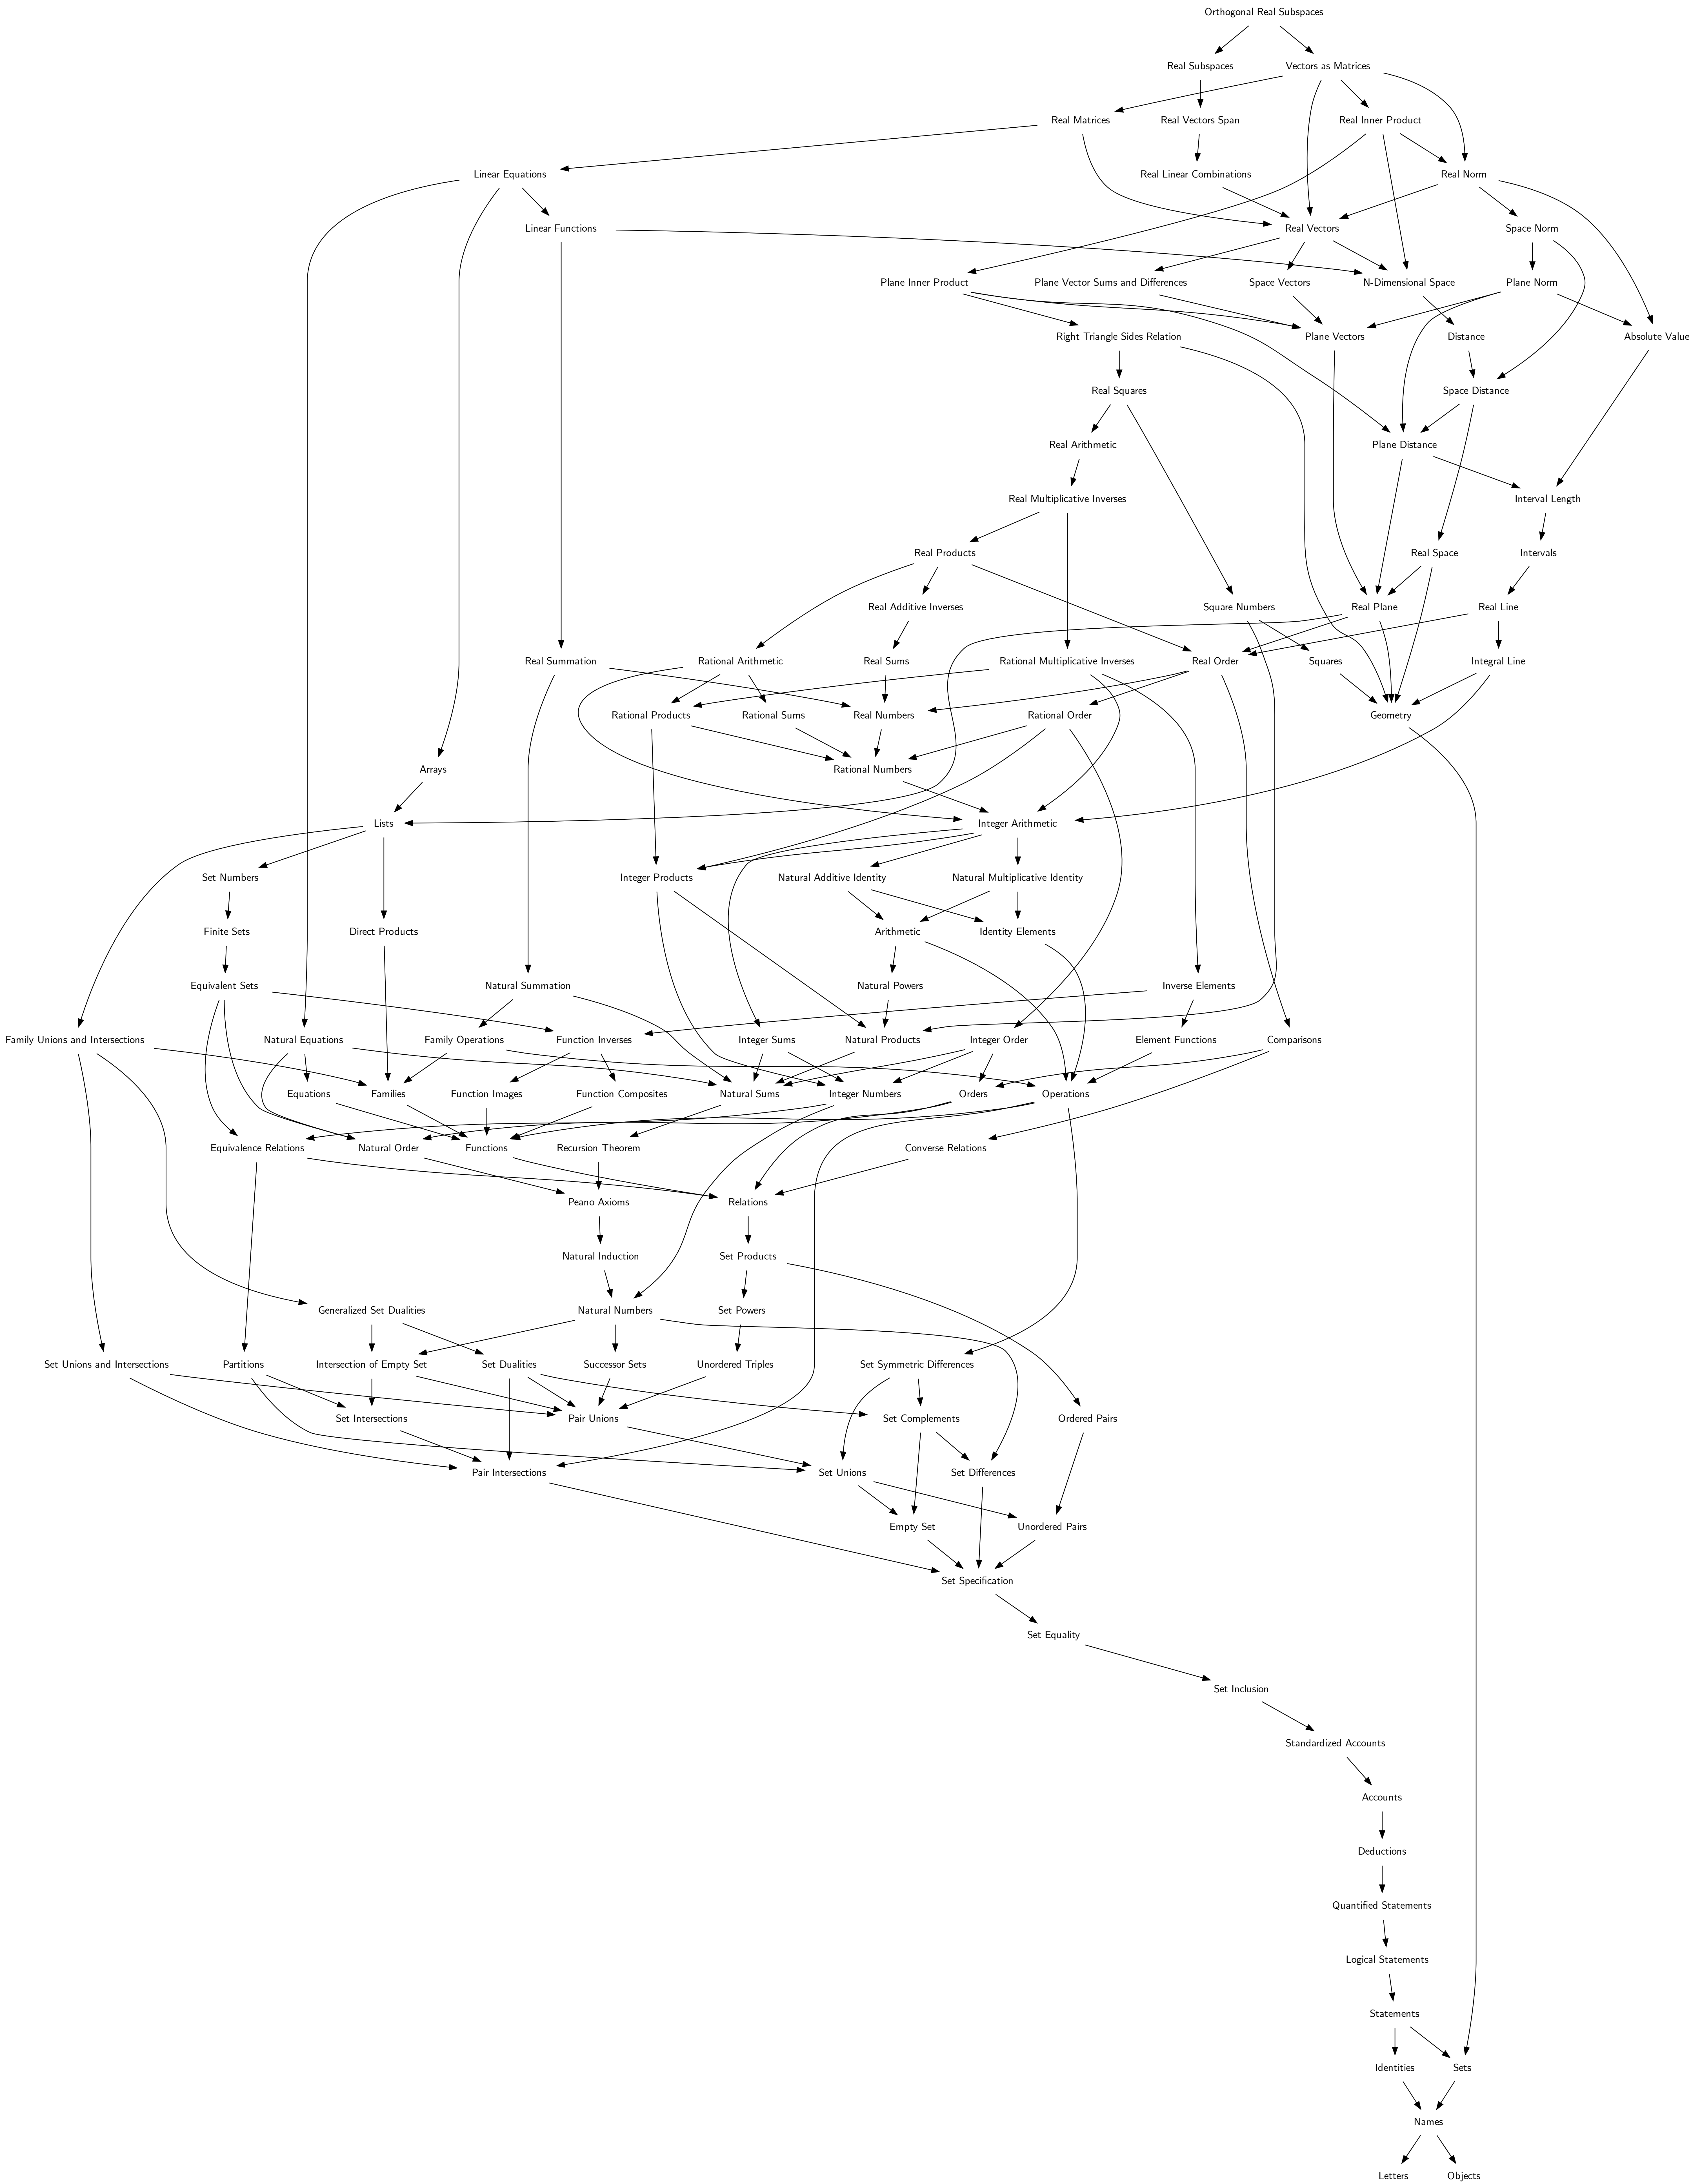 Orthogonal Real Subspaces
Real Subspaces
Vectors as Matrices
Real Matrices
Real Vectors Span
Real Inner Product
Linear Equations
Real Linear Combinations
Real Norm
Linear Functions
Real Vectors
Space Norm
Plane Inner Product
Plane Vector Sums and Differences
Space Vectors
N-Dimensional Space
Plane Norm
Right Triangle Sides Relation
Plane Vectors
Distance
Absolute Value
Real Squares
Space Distance
Real Arithmetic
Plane Distance
Real Multiplicative Inverses
Interval Length
Real Products
Real Space
Intervals
Real Additive Inverses
Square Numbers
Real Plane
Real Line
Real Summation
Rational Arithmetic
Real Sums
Rational Multiplicative Inverses
Real Order
Squares
Integral Line
Rational Products
Rational Sums
Real Numbers
Rational Order
Geometry
Arrays
Rational Numbers
Lists
Integer Arithmetic
Set Numbers
Integer Products
Natural Additive Identity
Natural Multiplicative Identity
Finite Sets
Direct Products
Arithmetic
Identity Elements
Equivalent Sets
Natural Summation
Natural Powers
Inverse Elements
Family Unions and Intersections
Natural Equations
Family Operations
Function Inverses
Integer Sums
Natural Products
Integer Order
Element Functions
Comparisons
Equations
Families
Function Images
Function Composites
Natural Sums
Integer Numbers
Orders
Operations
Equivalence Relations
Natural Order
Functions
Recursion Theorem
Converse Relations
Peano Axioms
Relations
Natural Induction
Set Products
Generalized Set Dualities
Natural Numbers
Set Powers
Set Unions and Intersections
Partitions
Intersection of Empty Set
Set Dualities
Successor Sets
Unordered Triples
Set Symmetric Differences
Set Intersections
Pair Unions
Set Complements
Ordered Pairs
Pair Intersections
Set Unions
Set Differences
Empty Set
Unordered Pairs
Set Specification
Set Equality
Set Inclusion
Standardized Accounts
Accounts
Deductions
Quantified Statements
Logical Statements
Statements
Identities
Sets
Names
Letters
Objects